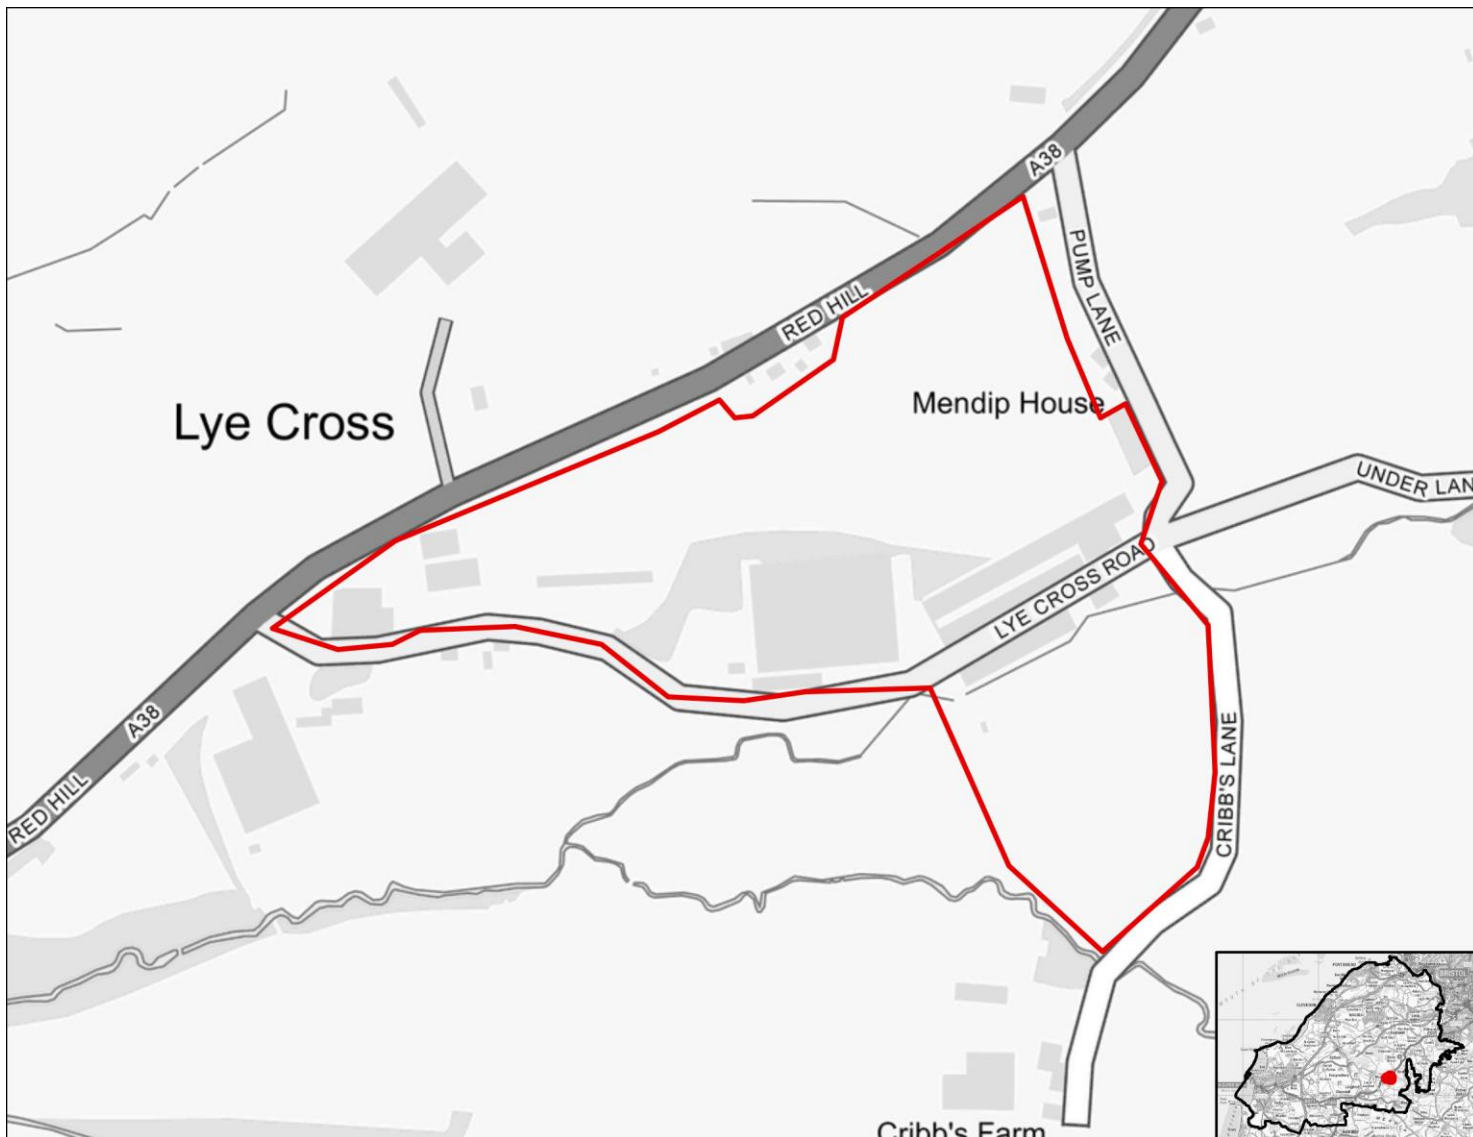 A38
RED HILL
PUMP LANE
Mendip House
Lye Cross
UNDER LAN
LYE CROSS ROAD
A38
CRIBB'S LANE
RED HILL
BRISTOL
Cribb's Farm